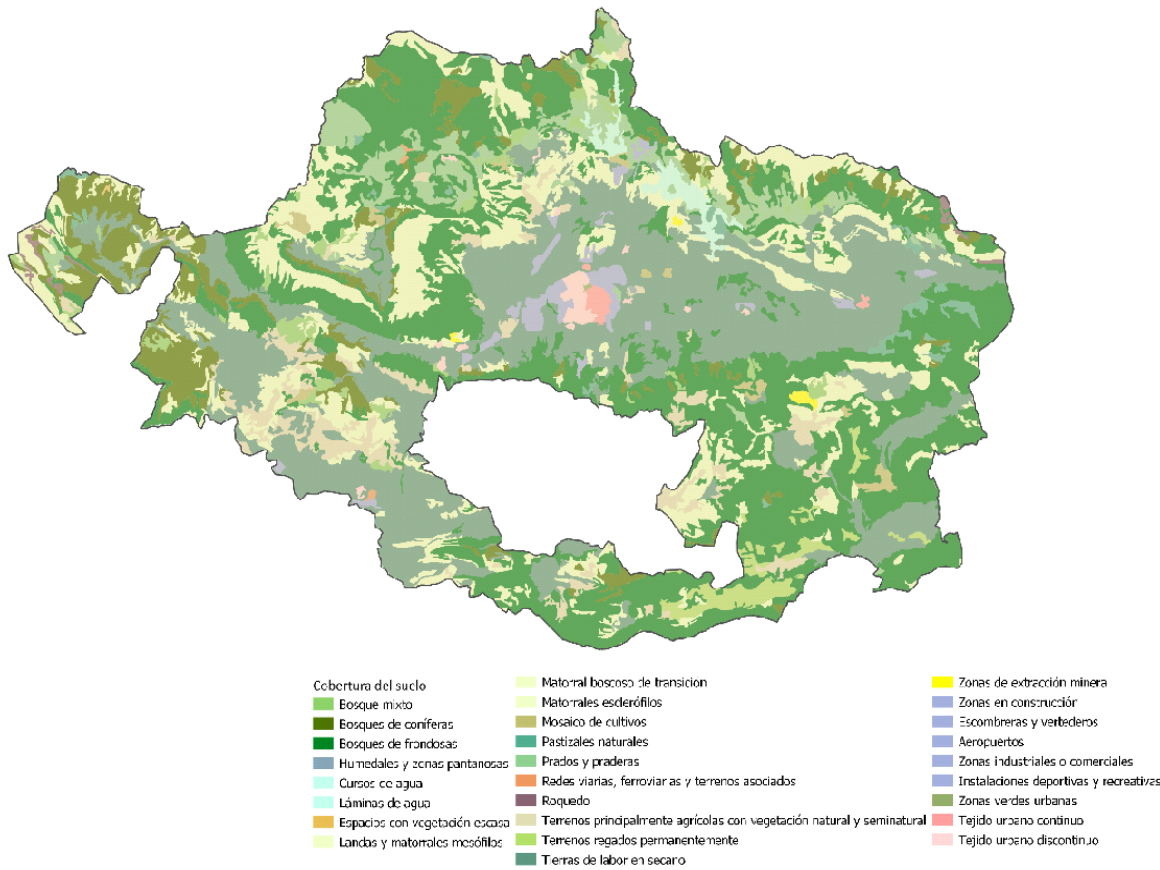 Cobertura del suelo
Bosque mixto
Bosques de coníferas
Bosques de frondosas
Humedales y zonas pantanosas
Cursos de agua
Láminas de agua
Espacios con vegetación escasa
Landas y matorrales mesófilos
Matorral boscoso de transicion
Matorrales esclerófilos
Mosaico de cultivos
Pastizales naturales
Prados y praderas
Redes viarias, ferroviarias y terrenos asociados
Roquedo
Terrenos principalmente agrícolas con vegetación natural y seminatural
Terrenos regados permanentemente
Tierras de labor en secano
Zonas de extracción minera
Zonas en construcción
Escombreras y vertederos
Aeropuertos
Zonas industriales o comerciales
Instalaciones deportivas y recreativas
Zonas verdes urbanas
Tejido urbano continuo
Tejido urbano discontinuo